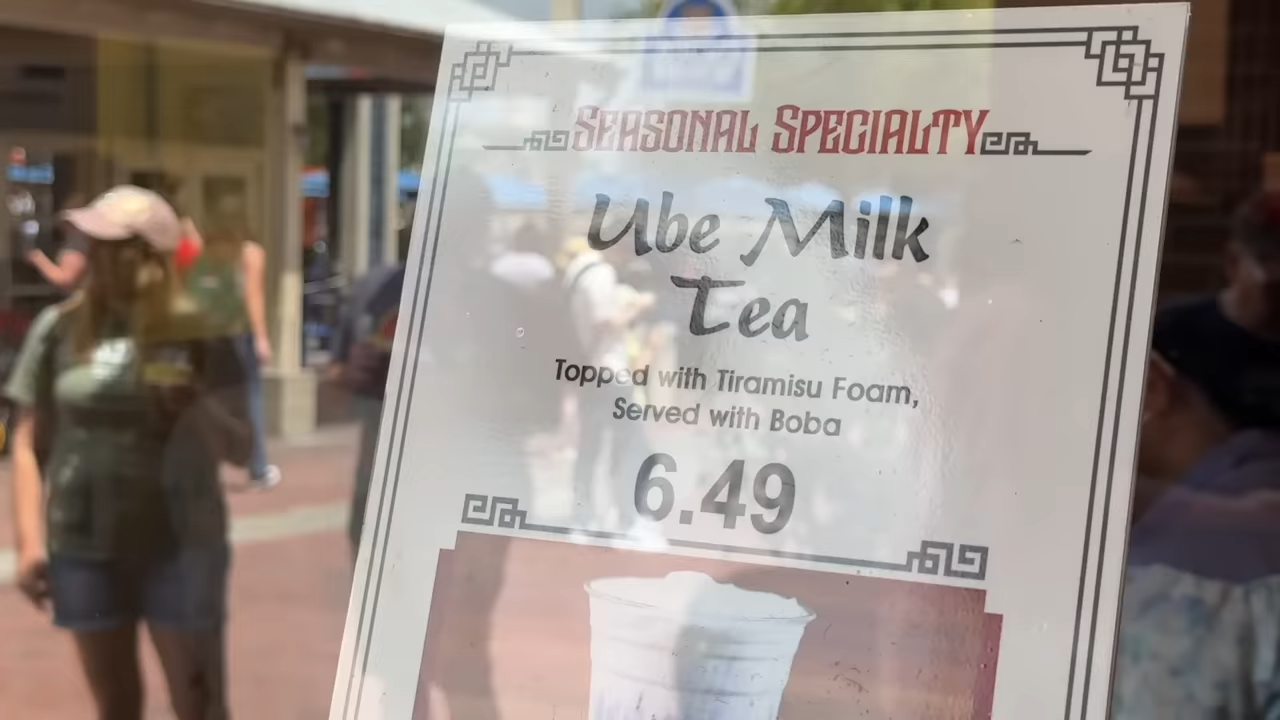 Seasonal Specialty
Ube Milk
Tea
Topped with Tiramisu Foam,
Served with Boba
6.49